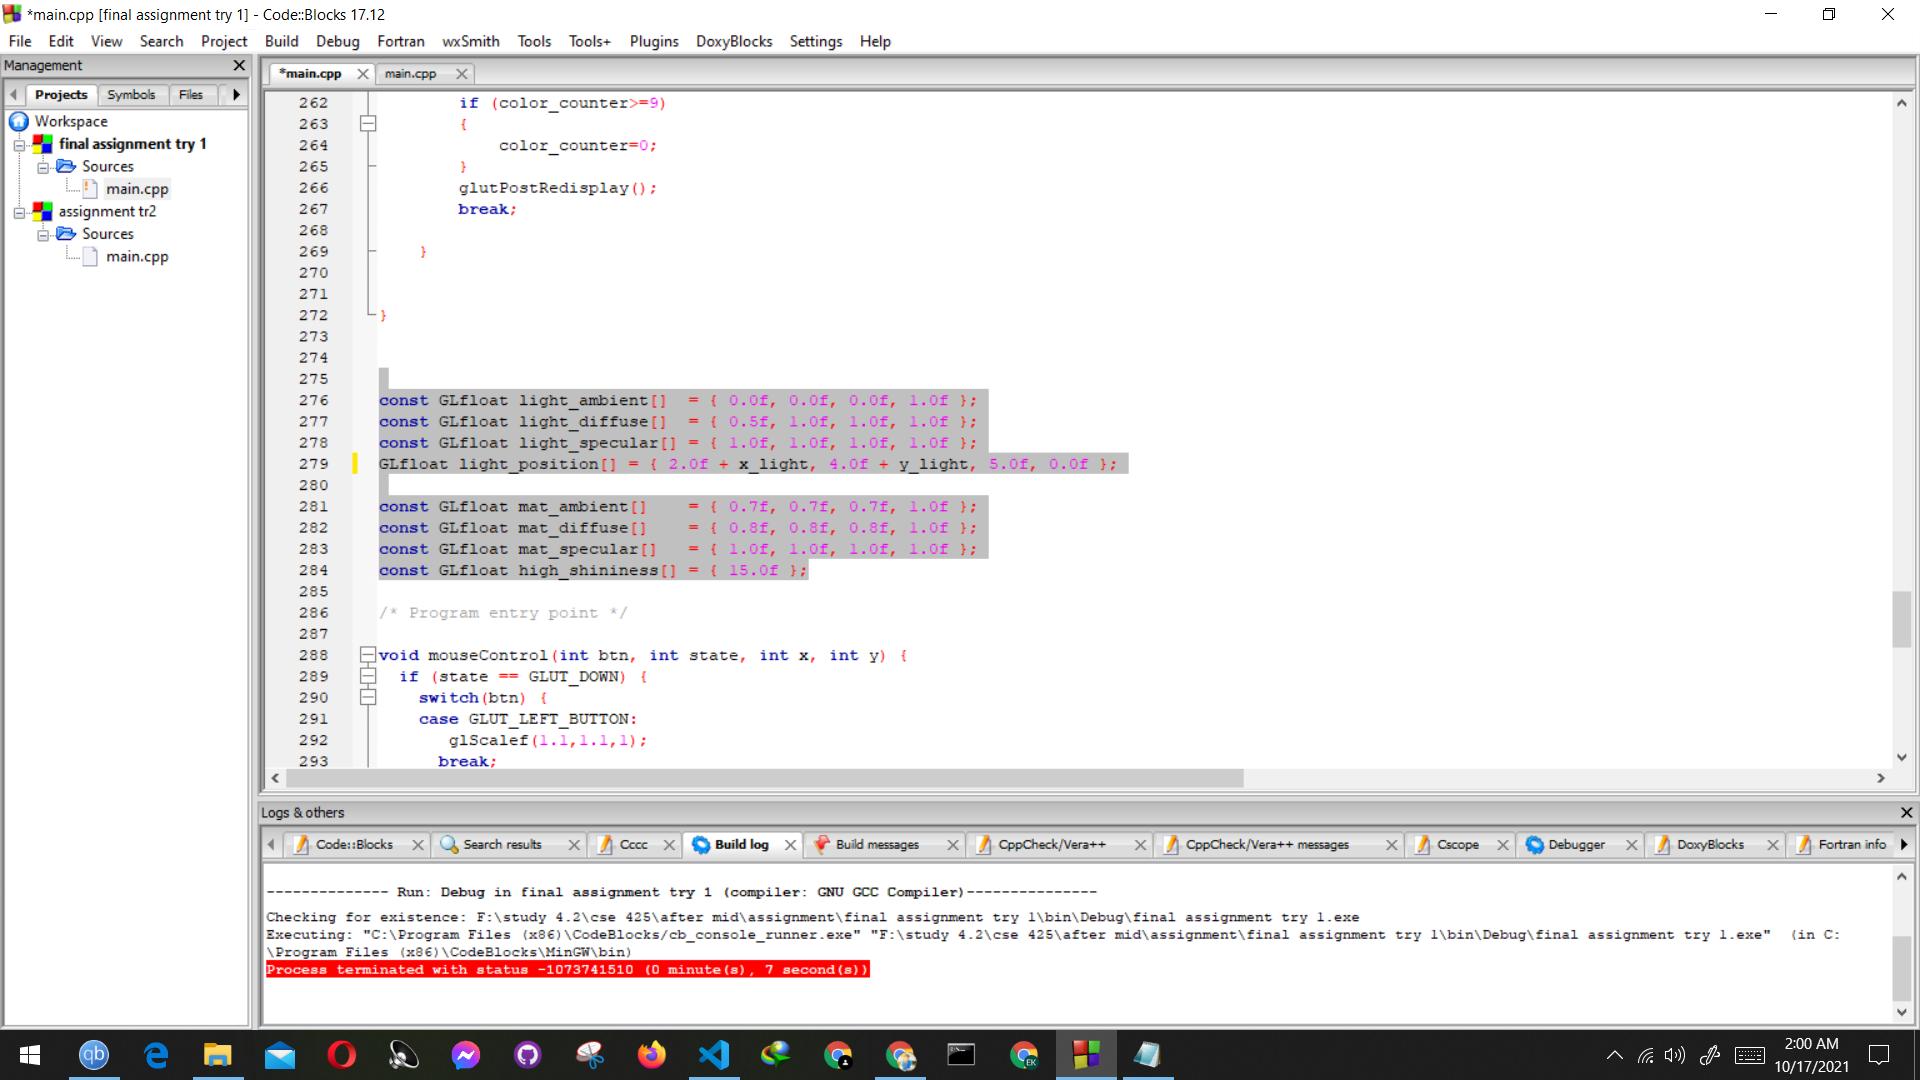 *main.cpp [final assignment try 1] - Code::Blocks 17.12
File Edit View Search Project Build Debug Fortran wxSmith Tools Tools+ Plugins DoxyBlocks Settings Help
Management
Projects Symbols Files
Workspace
final assignment try 1
Sources
main.cpp
assignment tr2
Sources
main.cpp
*main.cpp main.cpp
262 if (color_counter>=9)
263 {
264 color_counter=0;
265 }
266 glutPostRedisplay();
267 break;
268
269 }
270
271
272 }
273
274
275
276 const GLfloat light_ambient[] = { 0.0f, 0.0f, 0.0f, 1.0f };
277 const GLfloat light_diffuse[] = { 0.5f, 1.0f, 1.0f, 1.0f };
278 const GLfloat light_specular[] = { 1.0f, 1.0f, 1.0f, 1.0f };
279 GLfloat light_position[] = { 2.0f + x_light, 4.0f + y_light, 5.0f, 0.0f };
280
281 const GLfloat mat_ambient[] = { 0.7f, 0.7f, 0.7f, 1.0f };
282 const GLfloat mat_diffuse[] = { 0.8f, 0.8f, 0.8f, 1.0f };
283 const GLfloat mat_specular[] = { 1.0f, 1.0f, 1.0f, 1.0f };
284 const GLfloat high_shininess[] = { 15.0f };
285
286 /* Program entry point */
287
288 void mouseControl(int btn, int state, int x, int y) {
289 if (state == GLUT_DOWN) {
290 switch(btn) {
291 case GLUT_LEFT_BUTTON:
292 glScalef(1.1,1.1,1);
293 break;
Logs & others
Code::Blocks Search results Cccc Build log Build messages CppCheck/Vera++ CppCheck/Vera++ messages Cscope Debugger DoxyBlocks Fortran info
-------------- Run: Debug in final assignment try 1 (compiler: GNU GCC Compiler)---------------
Checking for existence: F:\study 4.2\cse 425\after mid\assignment\final assignment try 1\bin\Debug\final assignment try 1.exe
Executing: "C:\Program Files (x86)\CodeBlocks/cb_console_runner.exe" "F:\study 4.2\cse 425\after mid\assignment\final assignment try 1\bin\Debug\final assignment try 1.exe"  (in C:
\Program Files (x86)\CodeBlocks\MinGW\bin)
Process terminated with status -1073741510 (0 minute(s), 7 second(s))
qb
EK
2:00 AM
10/17/2021